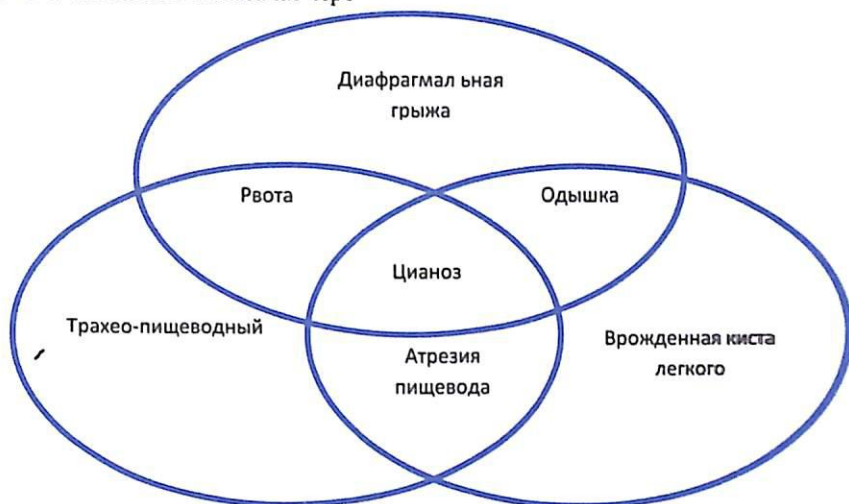 Диафрагмал ьная
грыжа
Рвота
Одышка
Цианоз
Трахео-пищеводный
Врожденная киста
легкого
Атрезия
пищевода